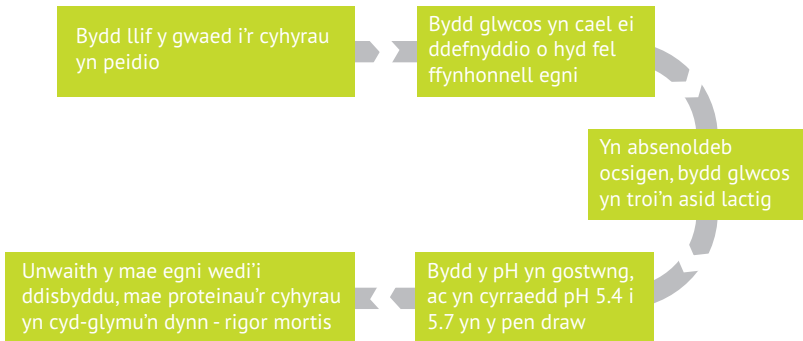 Bydd llif y gwaed i'r cyhyrau
yn peidio
Bydd glwcos yn cael ei
ddefnyddio o hyd fel
ffynhonnell egni
Yn absenoldeb
ocsigen, bydd glwcos
yn troi'n asid lactig
Bydd y pH yn gostwng,
ac yn cyrraedd pH 5.4 i
5.7 yn y pen draw
Unwaith y mae egni wedi'i
ddisbyddu, mae proteinau'r cyhyrau
yn cyd-glymu'n dynn - rigor mortis